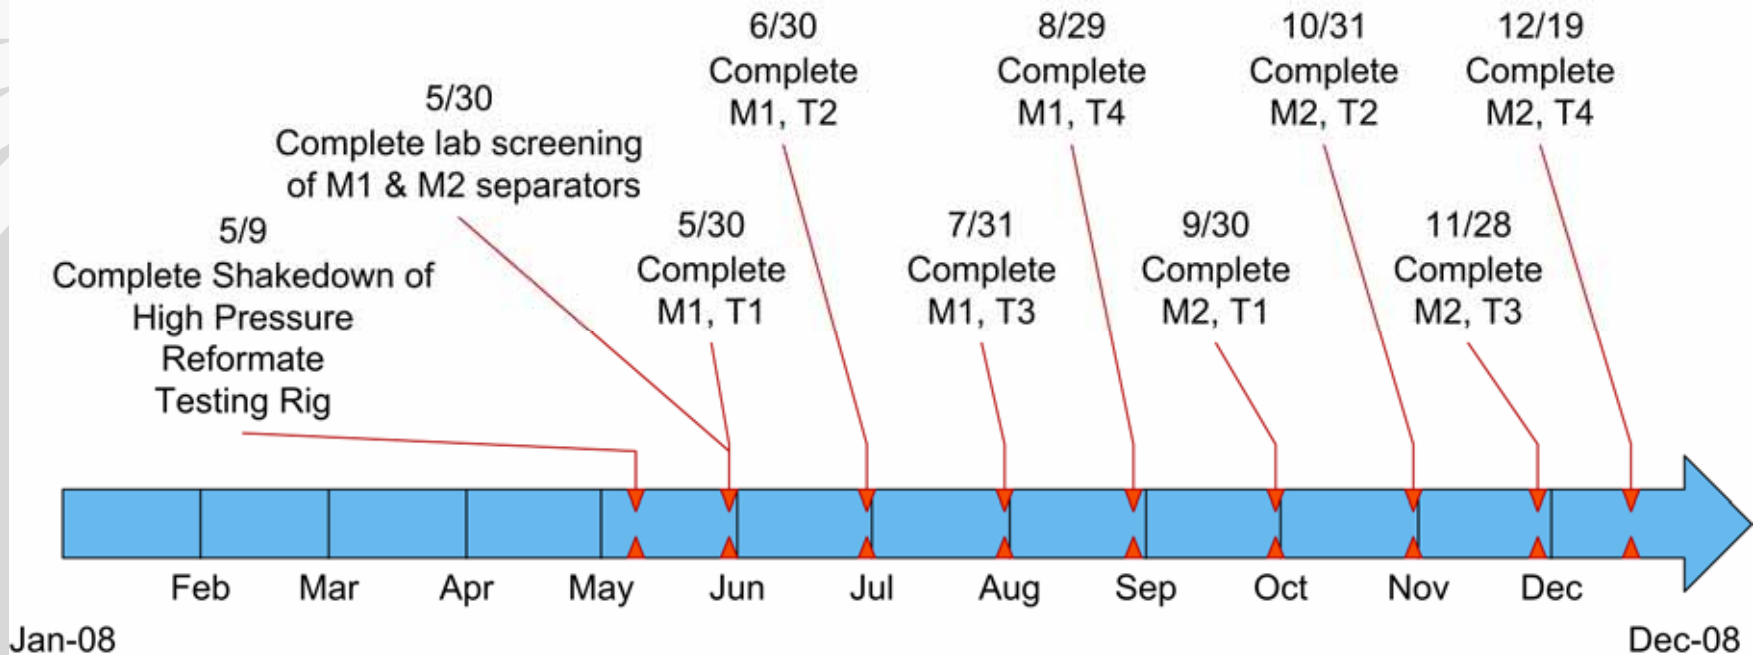 5/9
Complete Shakedown of
High Pressure
Reformate
Testing Rig
5/30
Complete lab screening
of M1 & M2 separators
5/30
Complete
M1, T1
6/30
Complete
M1, T2
7/31
Complete
M1, T3
8/29
Complete
M1, T4
9/30
Complete
M2, T1
10/31
Complete
M2, T2
11/28
Complete
M2, T3
12/19
Complete
M2, T4
Feb
Mar
Apr
May
Jun
Jul
Aug
Sep
Oct
Nov
Dec
Jan-08
Dec-08